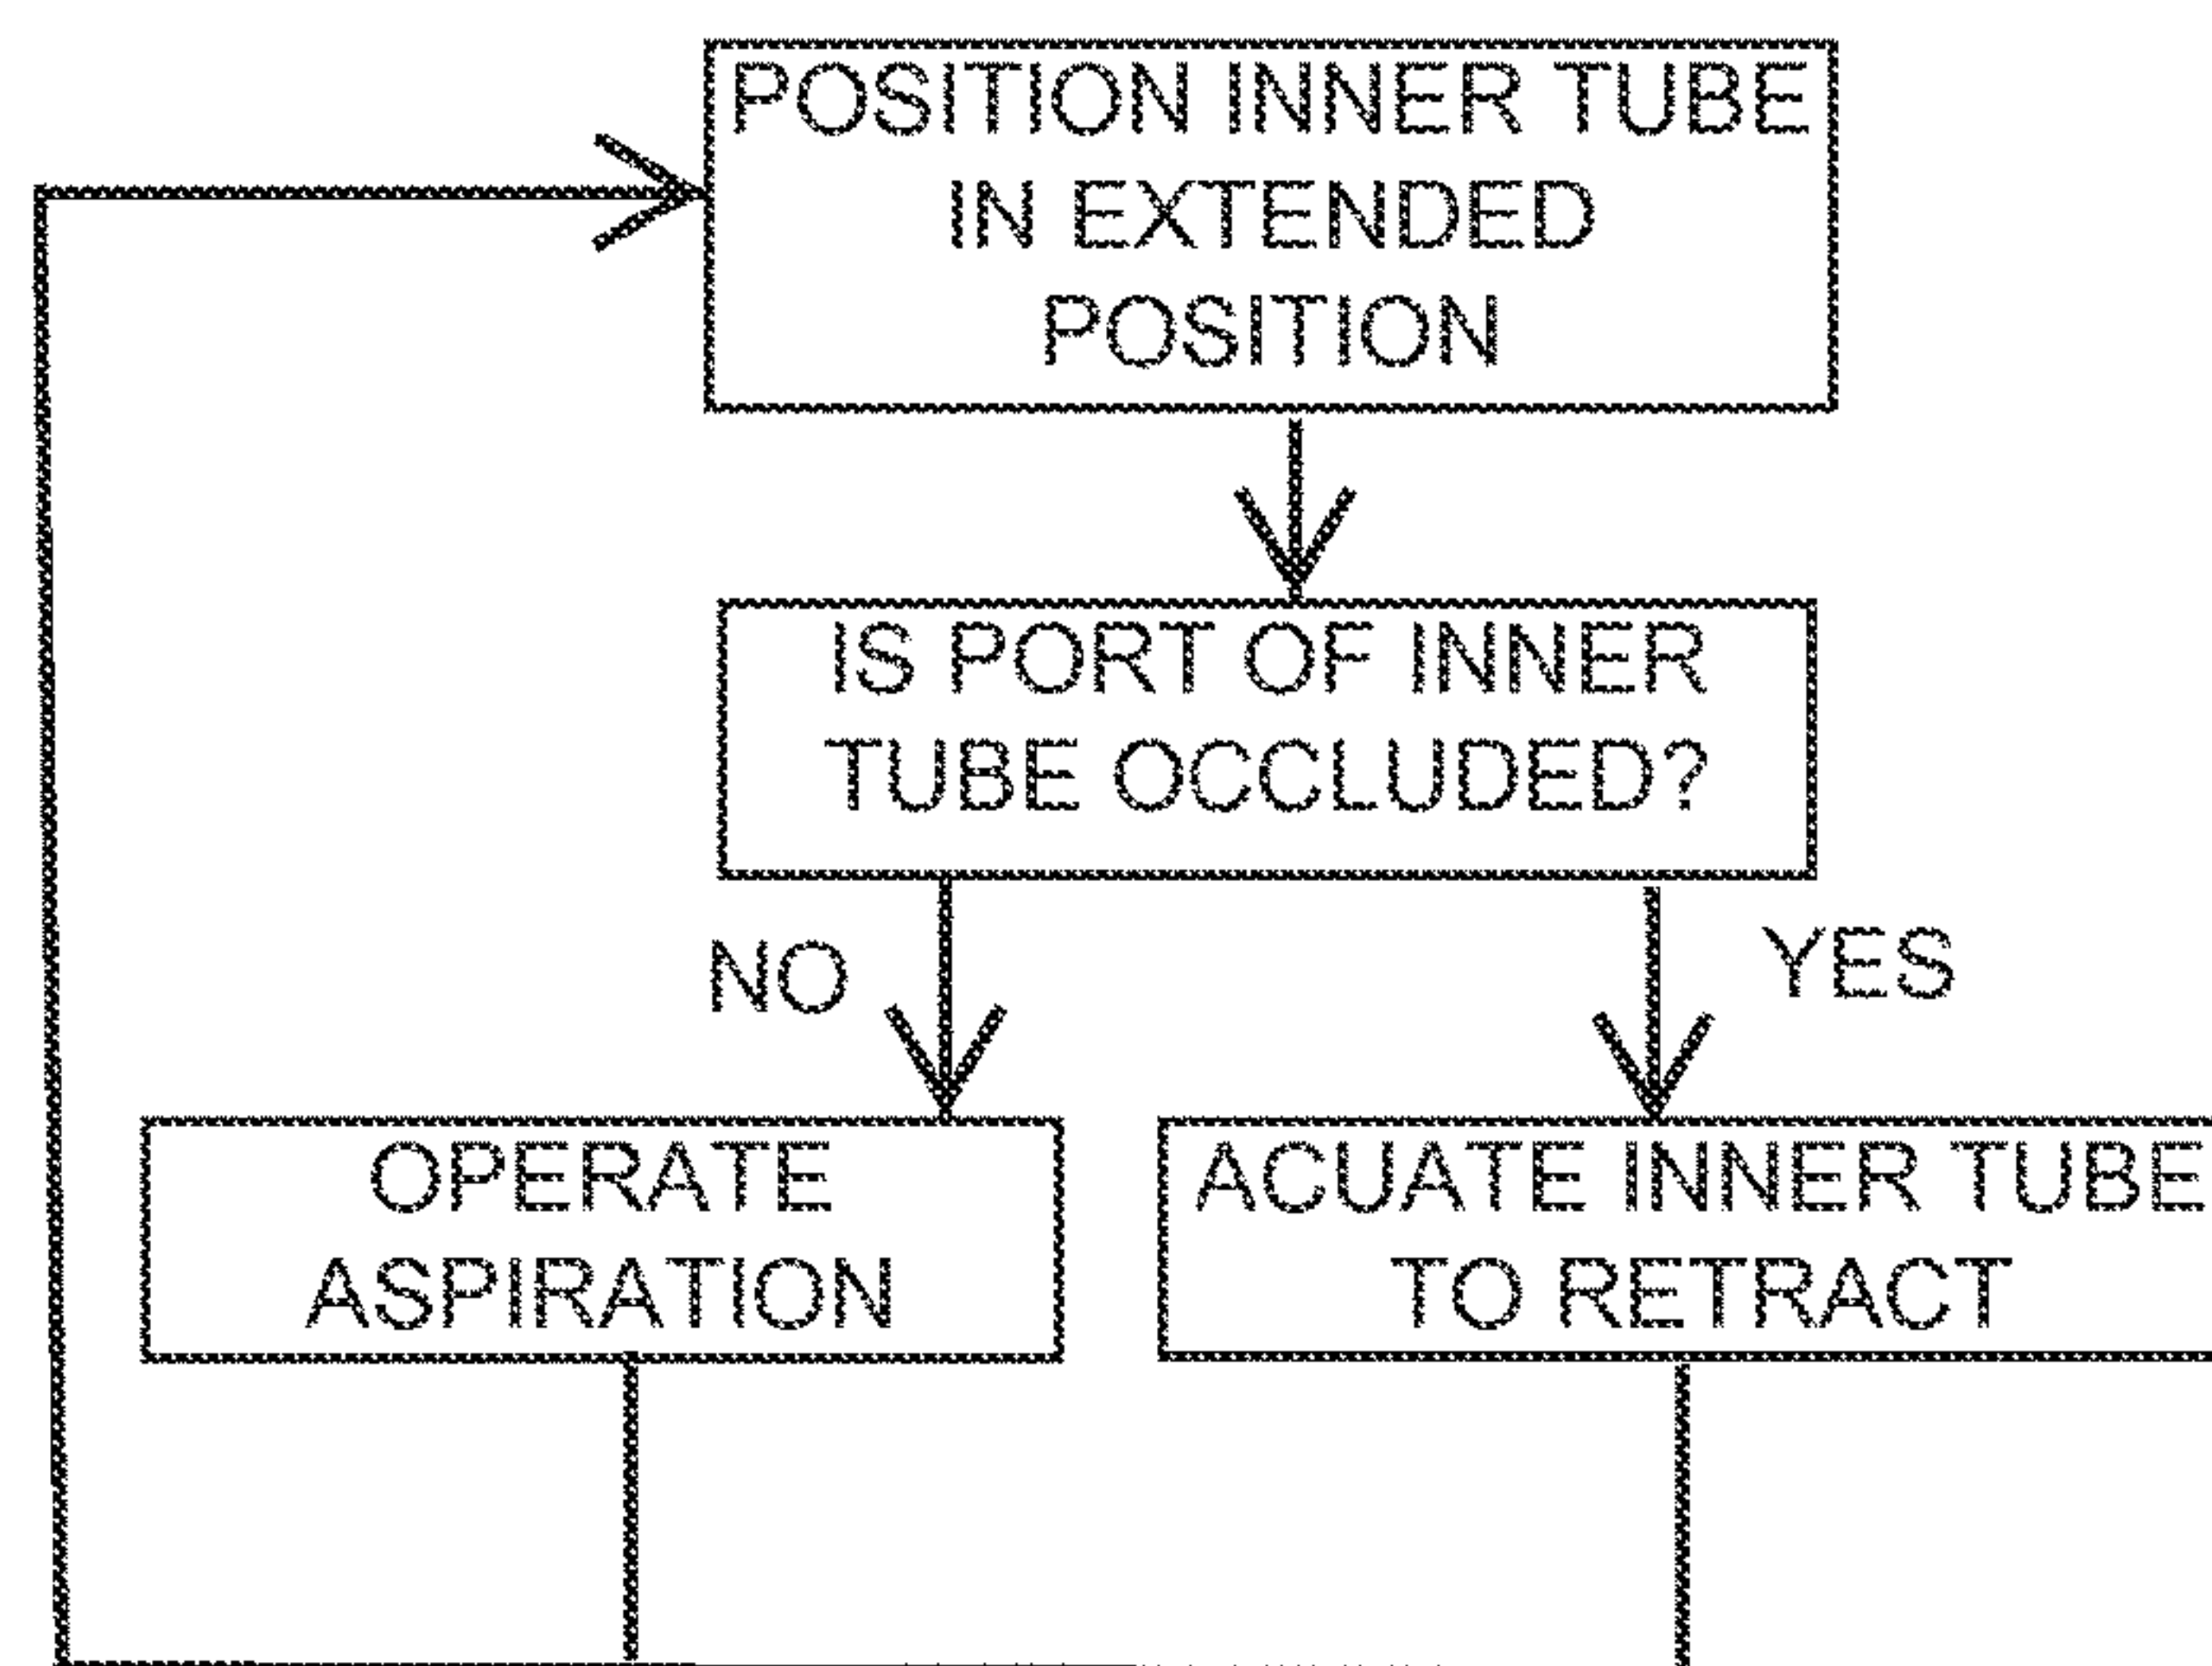 POSITION INNER TUBE
IN EXTENDED
POSITION
IS PORT OF INNER
TUBE OCCLUDED?
NO
YES
OPERATE
ASPIRATION
ACUATE INNER TUBE
TO RETRACT